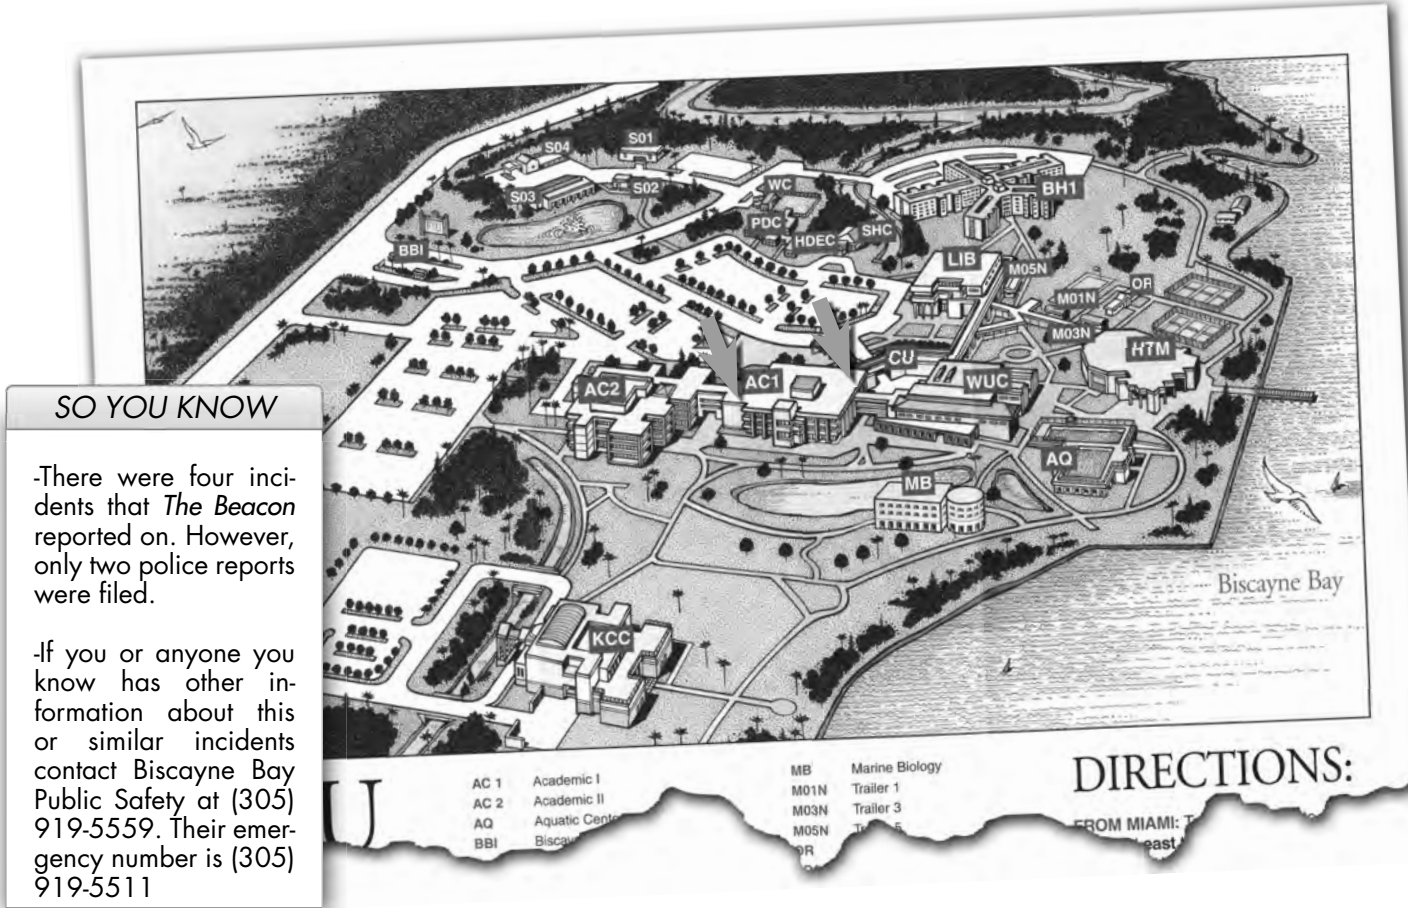 S01
S04
S02
S03
WC
BH1
PDC
SHC
HDEC
BBI
LIB
M05N
OR
M01N
M03N
HTM
CU
AC1
WUC
AC2
AQ
MB
KCC
Biscayne Bay
SO YOU KNOW
-There were four inci-
dents that The Beacon
reported on. However,
only two police reports
were filed.
-If you or anyone you
know has other in-
formation about this
or similar incidents
contact Biscayne Bay
Public Safety at (305)
919-5559. Their emer-
gency number is (305)
919-5511
U
AC 1 Academic I
AC 2 Academic II
AQ Aquatic
BBI
MB Marine Biology
M01N Trailer 1
M03N Trailer 3
M05N
OR
DIRECTIONS:
FROM MIAMI:
east